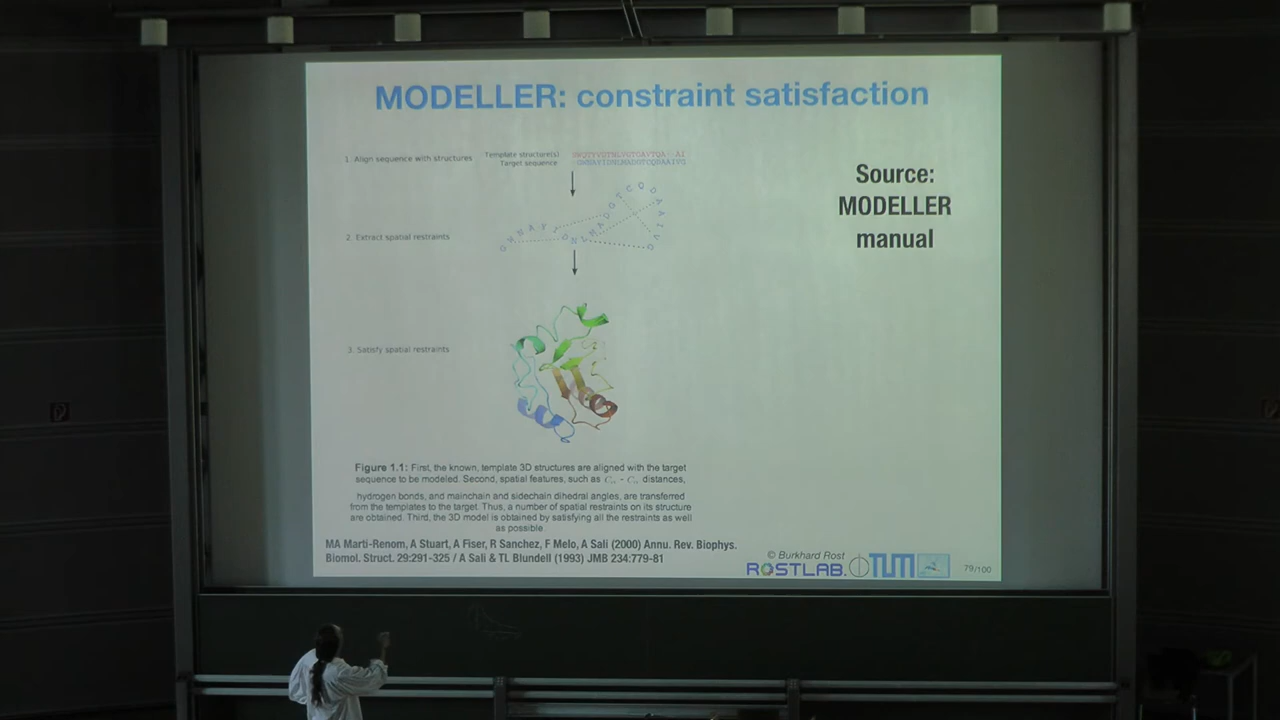 MODELLER: constraint satisfaction
1. Align sequence with structures
Template structure(s)
Target sequence
Source:
MODELLER
manual
2. Extract spatial restraints
3. Satisfy spatial restraints
Figure 1.1: First, the known, template 3D structures are aligned with the target
sequence to be modeled. Second, spatial features, such as Cα - Cα distances,
hydrogen bonds, and mainchain and sidechain dihedral angles, are transferred
from the templates to the target. Thus, a number of spatial restraints on its structure
are obtained. Third, the 3D model is obtained by satisfying all the restraints as well
as possible.
MA Marti-Renom, A Stuart, A Fiser, R Sanchez, F Melo, A Sali (2000) Annu. Rev. Biophys.
Biomol. Struct. 29:291-325 / A Sali & TL Blundell (1993) JMB 234:779-81
© Burkhard Rost
ROSTLAB. TUM
79/100